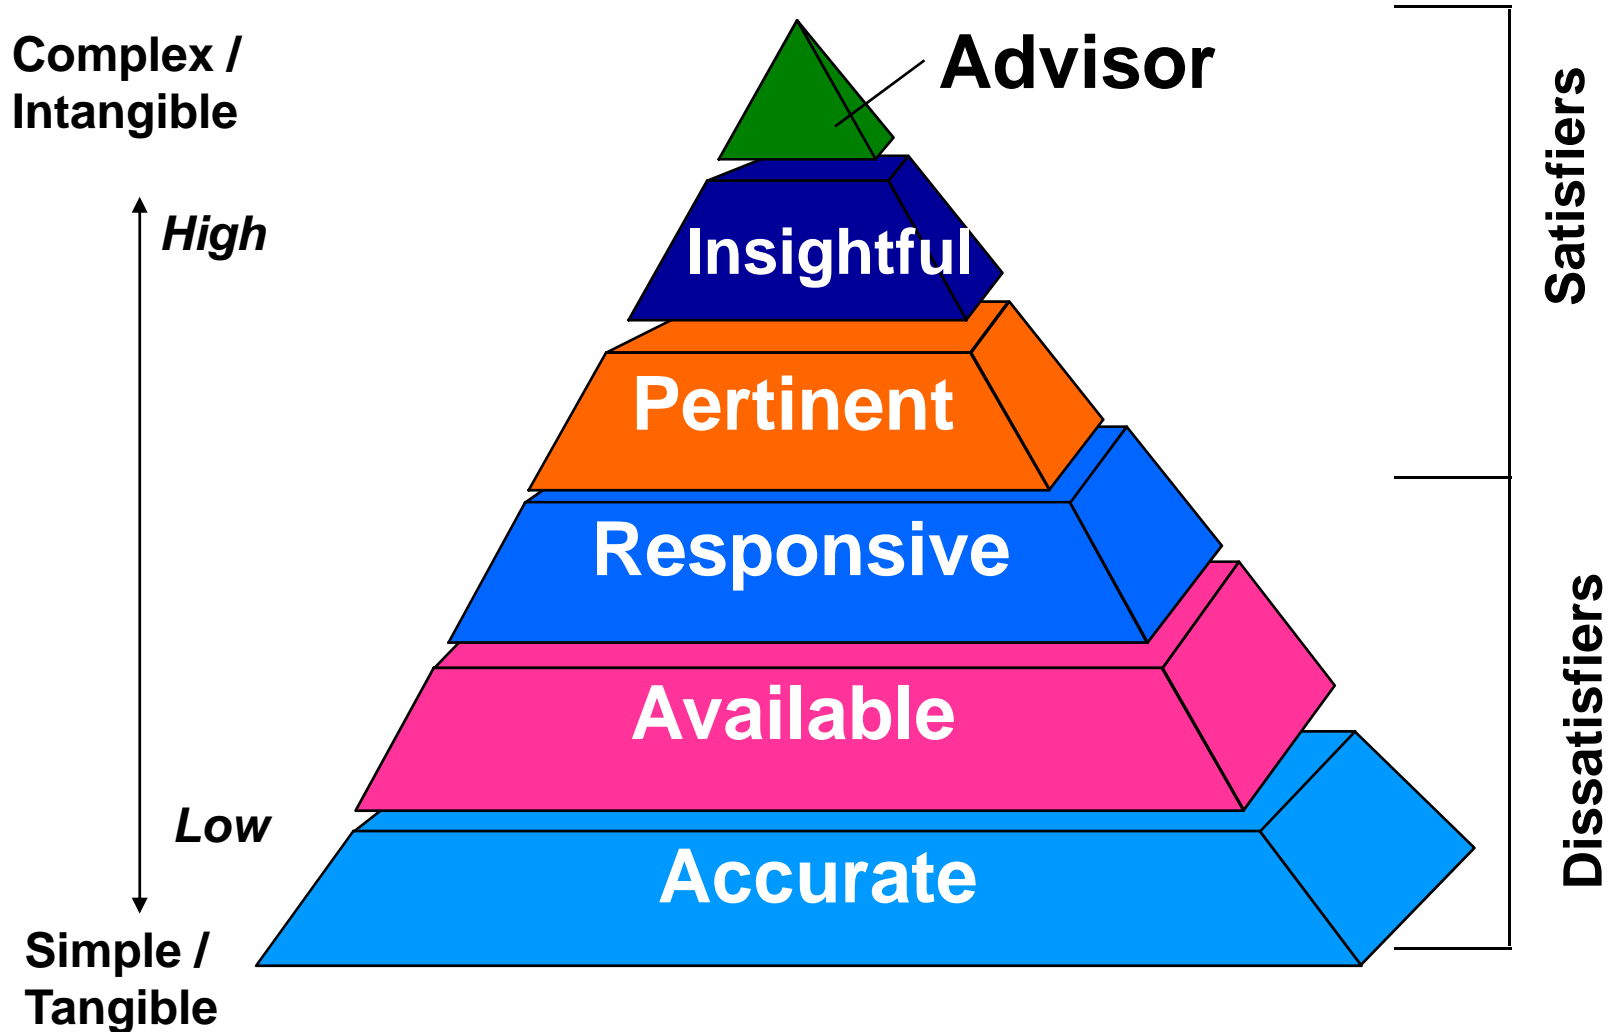 Complex /
Intangible
High
Low
Simple /
Tangible
Advisor
Insightful
Pertinent
Responsive
Available
Accurate
Satisfiers
Dissatisfiers